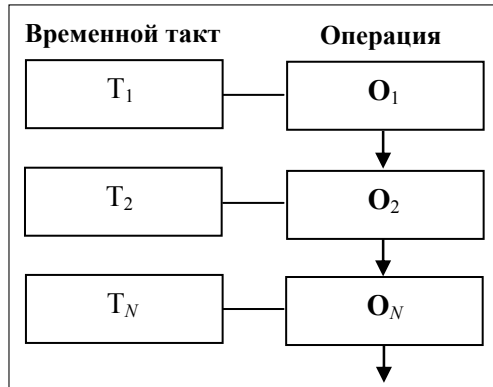 Временной такт Операция
T₁ O₁
T₂ O₂
Tₙ Oₙ